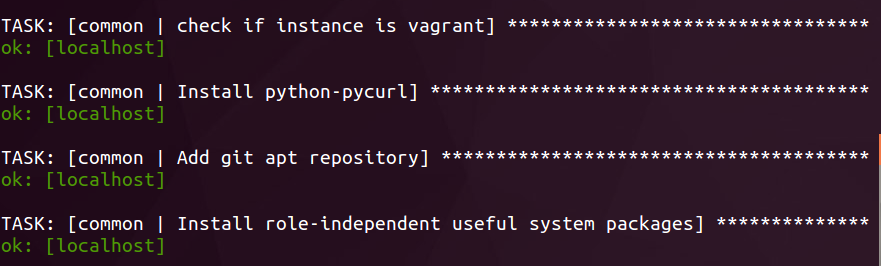 TASK: [common | check if instance is vagrant] *********************************
ok: [localhost]
TASK: [common | Install python-pycurl] ****************************************
ok: [localhost]
TASK: [common | Add git apt repository] ***************************************
ok: [localhost]
TASK: [common | Install role-independent useful system packages] **************
ok: [localhost]